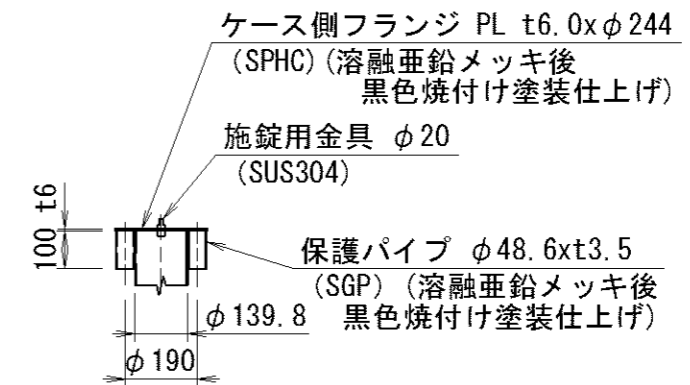 ケース側フランジ PL t6.0xφ244
(SPHC)(溶融亜鉛メッキ後
黒色焼付け塗装仕上げ)
施錠用金具 φ20
(SUS304)
100 t6
保護パイプ φ48.6xt3.5
(SGP) (溶融亜鉛メッキ後
黒色焼付け塗装仕上げ)
φ139.8
φ190